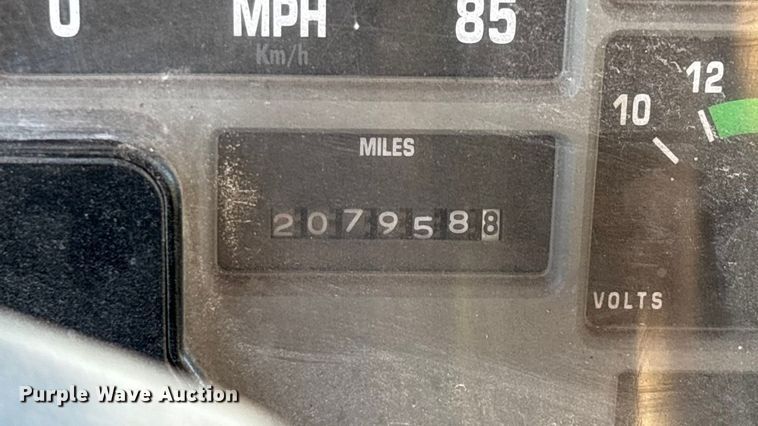 0 MPH 85
Km/h
12
10
MILES
2079588
VOLTS
Purple Wave Auction